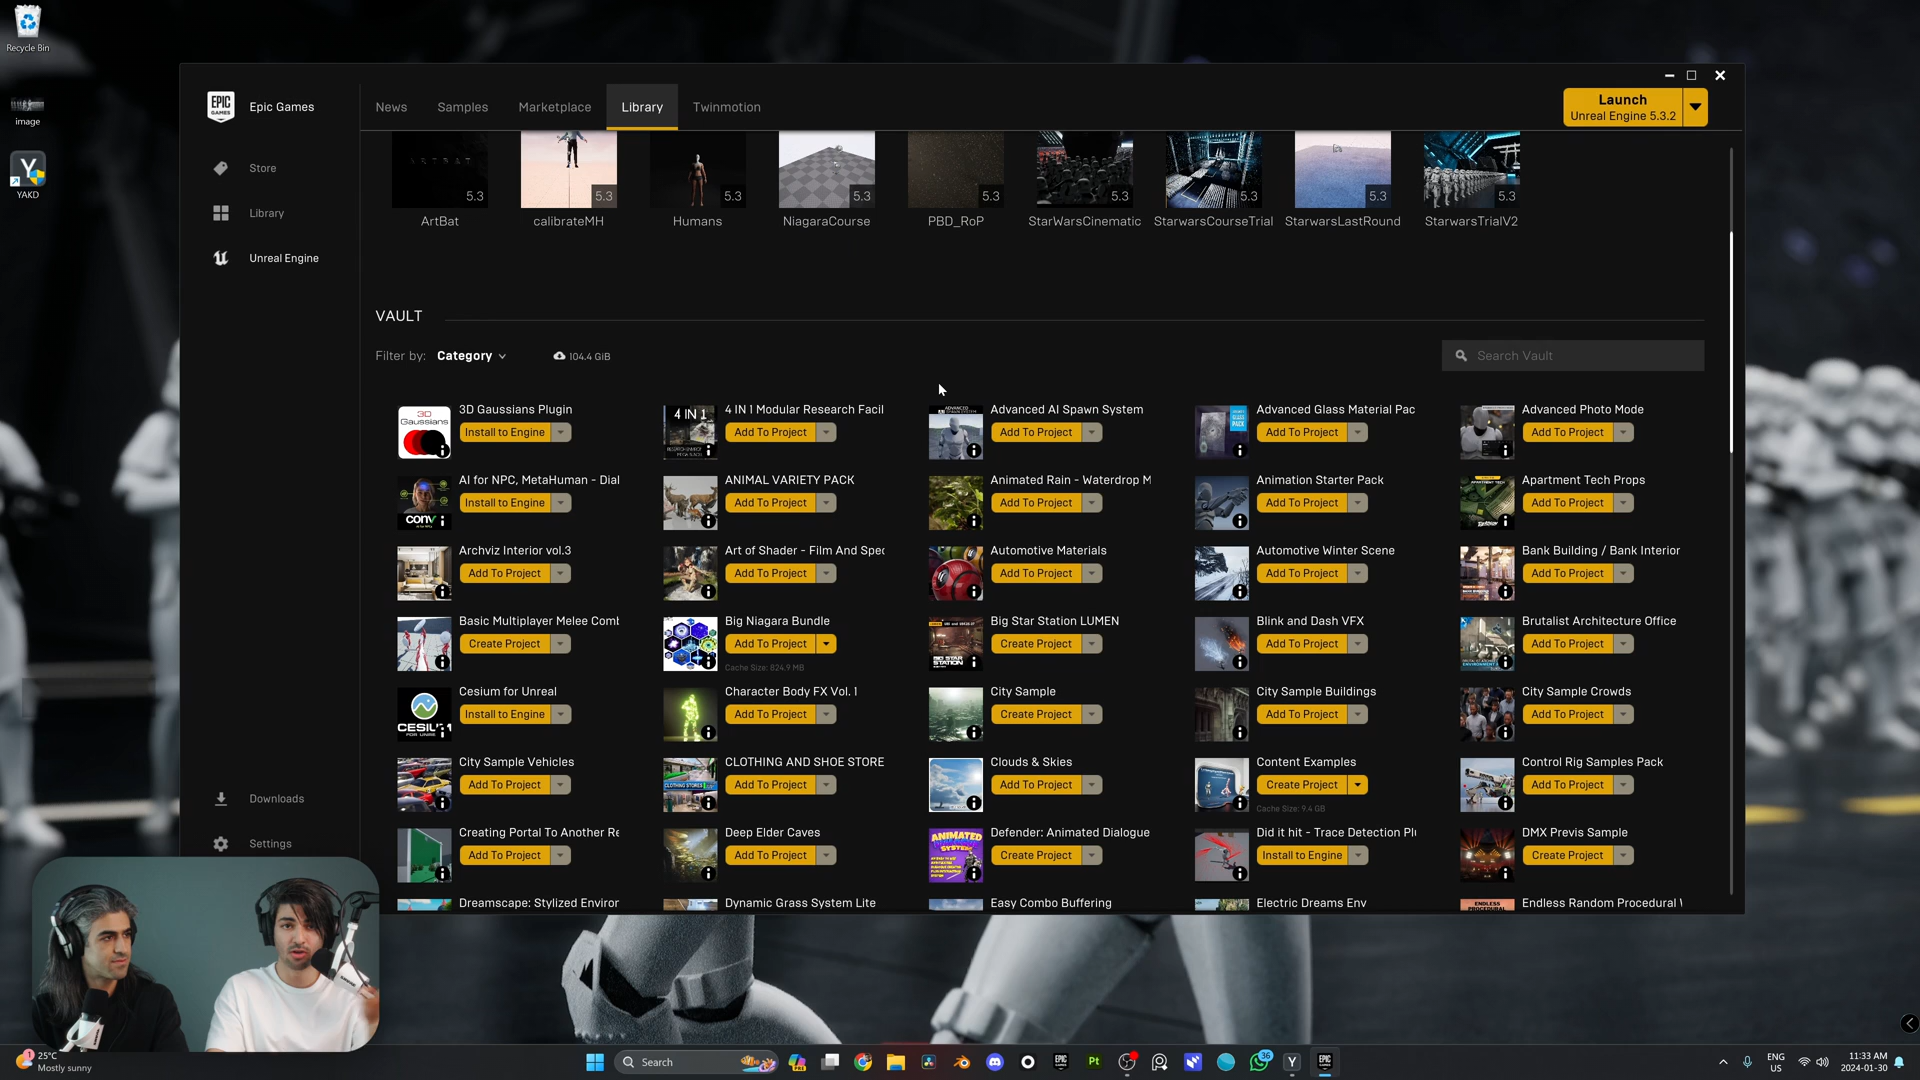 Recycle Bin
image
YAKD
EPIC GAMES
Epic Games
Store
Library
Unreal Engine
Downloads
Settings
News
Samples
Marketplace
Library
Twinmotion
Launch
Unreal Engine 5.3.2
5.3
5.3
5.3
5.3
5.3
5.3
5.3
5.3
5.3
ArtBat
calibrateMH
Humans
NiagaraCourse
PBD_RoP
StarWarsCinematic
StarwarsCourseTrial
StarwarsLastRound
StarwarsTrialV2
VAULT
Filter by:
Category
104.4 GiB
Search Vault
3D Gaussians Plugin
Install to Engine
4 IN 1 Modular Research Facil
Add To Project
Advanced AI Spawn System
Add To Project
Advanced Glass Material Pac
Add To Project
Advanced Photo Mode
Add To Project
AI for NPC, MetaHuman - Dial
Install to Engine
ANIMAL VARIETY PACK
Add To Project
Animated Rain - Waterdrop M
Add To Project
Animation Starter Pack
Add To Project
Apartment Tech Props
Add To Project
Archviz Interior vol.3
Add To Project
Art of Shader - Film And Spec
Add To Project
Automotive Materials
Add To Project
Automotive Winter Scene
Add To Project
Bank Building / Bank Interior
Add To Project
Basic Multiplayer Melee Comb
Create Project
Big Niagara Bundle
Add To Project
Cache Size: 824.9 MB
Big Star Station LUMEN
Create Project
Blink and Dash VFX
Add To Project
Brutalist Architecture Office
Add To Project
Cesium for Unreal
Install to Engine
Character Body FX Vol. 1
Add To Project
City Sample
Create Project
City Sample Buildings
Add To Project
City Sample Crowds
Add To Project
City Sample Vehicles
Add To Project
CLOTHING AND SHOE STORE
Add To Project
Clouds & Skies
Add To Project
Content Examples
Create Project
Cache Size: 9.4 GB
Control Rig Samples Pack
Add To Project
Creating Portal To Another Re
Add To Project
Deep Elder Caves
Add To Project
Defender: Animated Dialogue
Create Project
Did it hit - Trace Detection Plu
Install to Engine
DMX Previs Sample
Create Project
Dreamscape: Stylized Enviror
Dynamic Grass System Lite
Easy Combo Buffering
Electric Dreams Env
Endless Random Procedural
25°C
Mostly sunny
Search
36
ENG
US
11:33 AM
2024-01-30